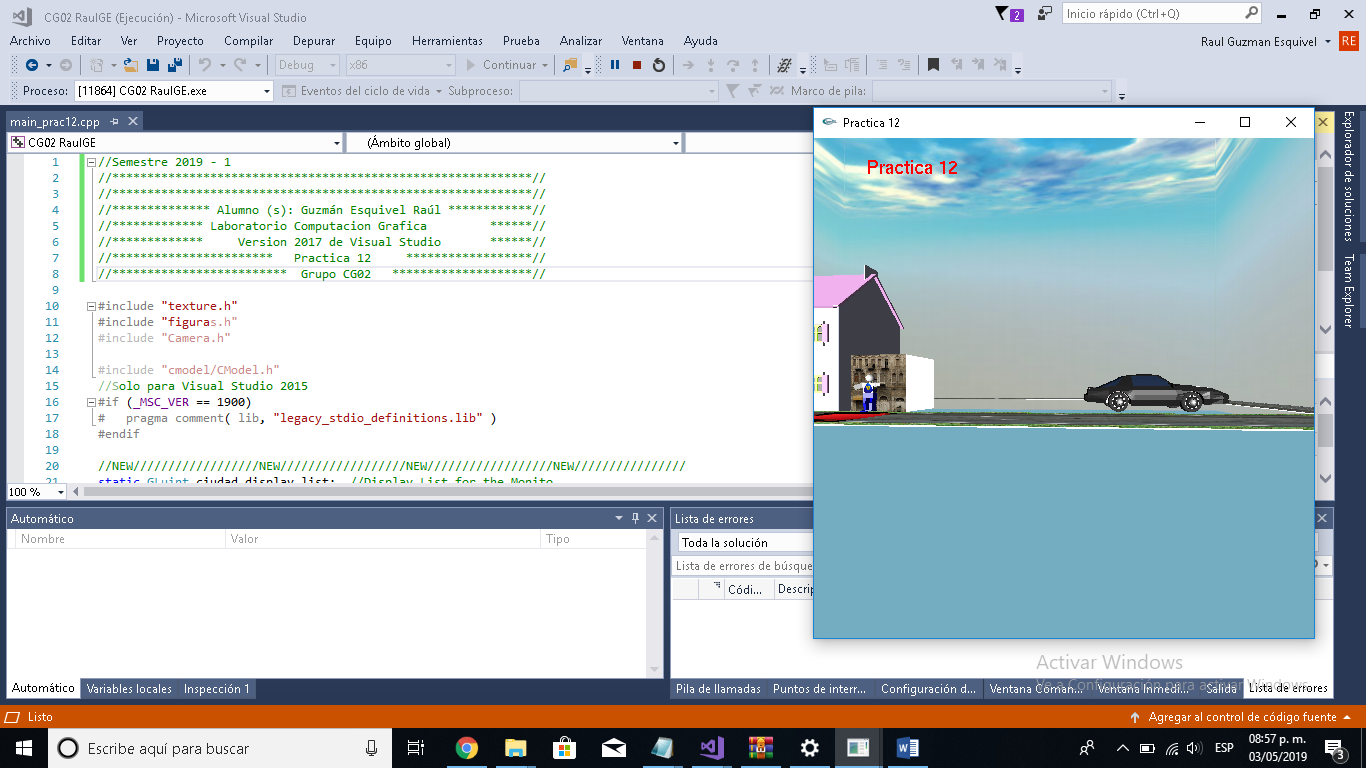 CG02 RaulGE (Ejecución) - Microsoft Visual Studio
2
Inicio rápido (Ctrl+Q)
Archivo Editar Ver Proyecto Compilar Depurar Equipo Herramientas Prueba Analizar Ventana Ayuda
Raul Guzman Esquivel RE
Debug x86 Continuar
Proceso: [11864] CG02 RaulGE.exe Eventos del ciclo de vida Subproceso: Marco de pila:
main_prac12.cpp
CG02 RaulGE (Ámbito global)
1 //Semestre 2019 - 1
2 //************************************************************//
3 //************************************************************//
4 //************** Alumno (s): Guzmán Esquivel Raúl ************//
5 //************* Laboratorio Computacion Grafica ******//
6 //************* Version 2017 de Visual Studio ******//
7 //*********************** Practica 12 ******************//
8 //************************* Grupo CG02 ********************//
9
10 #include "texture.h"
11 #include "figuras.h"
12 #include "Camera.h"
13
14 #include "cmodel/CModel.h"
15 //Solo para Visual Studio 2015
16 #if (_MSC_VER == 1900)
17 # pragma comment( lib, "legacy_stdio_definitions.lib" )
18 #endif
19
20 //NEW//////////////////NEW//////////////////NEW//////////////////NEW////////////////
21 static GLuint ciudad_display_list; //Display List for the Monito
100 %
Practica 12
Practica 12
Explorador de soluciones
Team Explorer
Automático
Nombre Valor Tipo
Automático Variables locales Inspección 1
Lista de errores
Toda la solución
Lista de errores de búsque
Códi... Descrip
Pila de llamadas Puntos de interr... Configuración d... Ventana Coman... Ventana Inmedi... Salida Lista de errores
Activar Windows
Ve a Configuración para activar Windows.
Listo
Agregar al control de código fuente
Escribe aquí para buscar
ESP
08:57 p. m.
03/05/2019
3